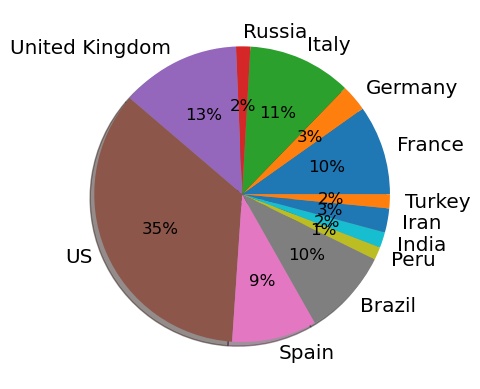 Russia
Italy
United Kingdom
Germany
2%
11%
13%
3%
France
10%
Turkey
2%
3%
Iran
2%
35%
1%
India
US
10%
Peru
9%
Brazil
Spain